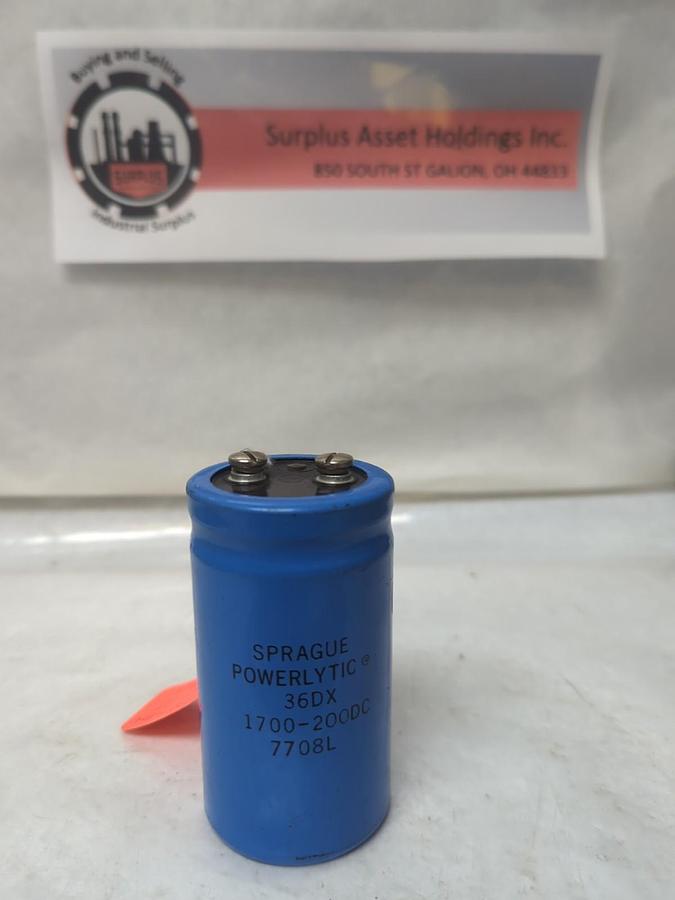 Buying and Selling
SURPLUS
Industrial Surplus
Surplus Asset Holdings Inc.
850 SOUTH ST GALION, OH 44833
SPRAGUE
POWERLYTIC®
36DX
1700-200DC
7708L